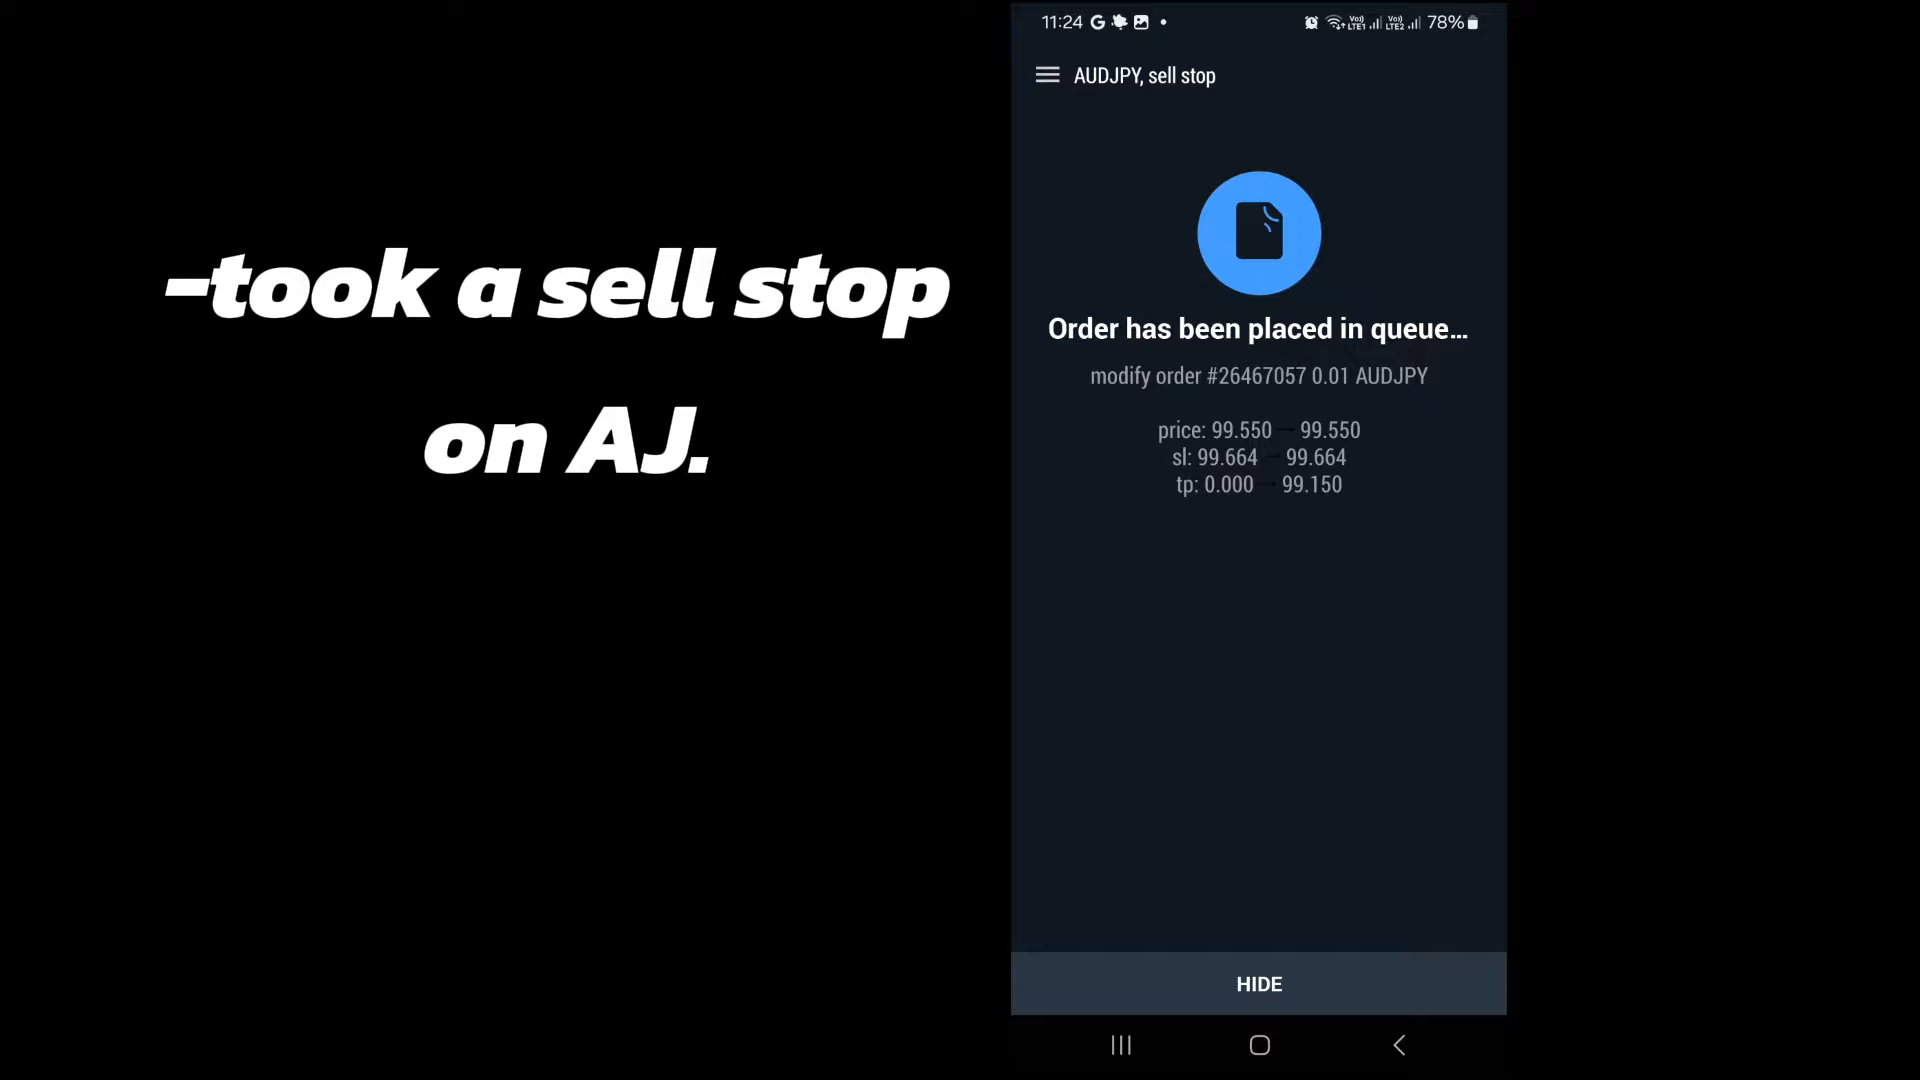 -took a sell stop
on AJ.
11:24
78%
AUDJPY, sell stop
Order has been placed in queue...
modify order #26467057 0.01 AUDJPY
price: 99.550 → 99.550
sl: 99.664 → 99.664
tp: 0.000 → 99.150
HIDE